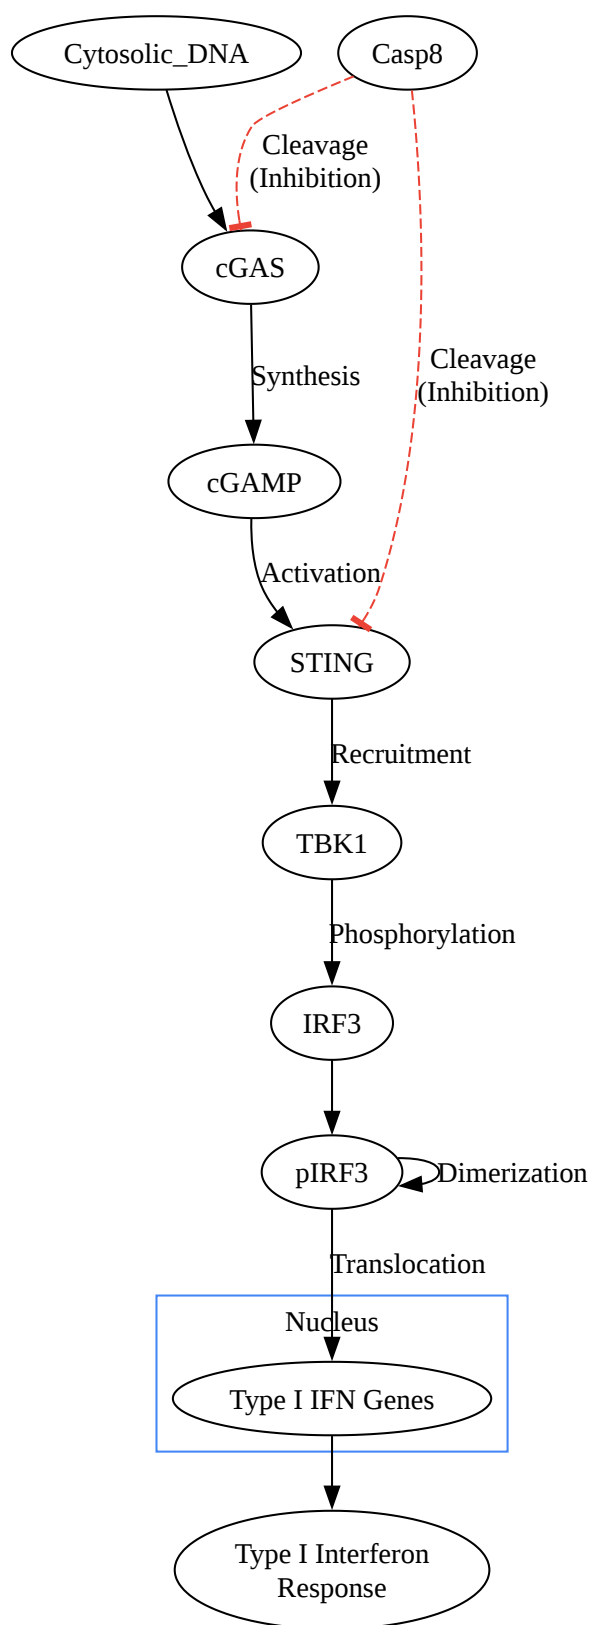 Cytosolic_DNA
Casp8
Cleavage
(Inhibition)
cGAS
Cleavage
(Inhibition)
Synthesis
cGAMP
Activation
STING
Recruitment
TBK1
Phosphorylation
IRF3
pIRF3
Dimerization
Translocation
Nucleus
Type I IFN Genes
Type I Interferon
Response